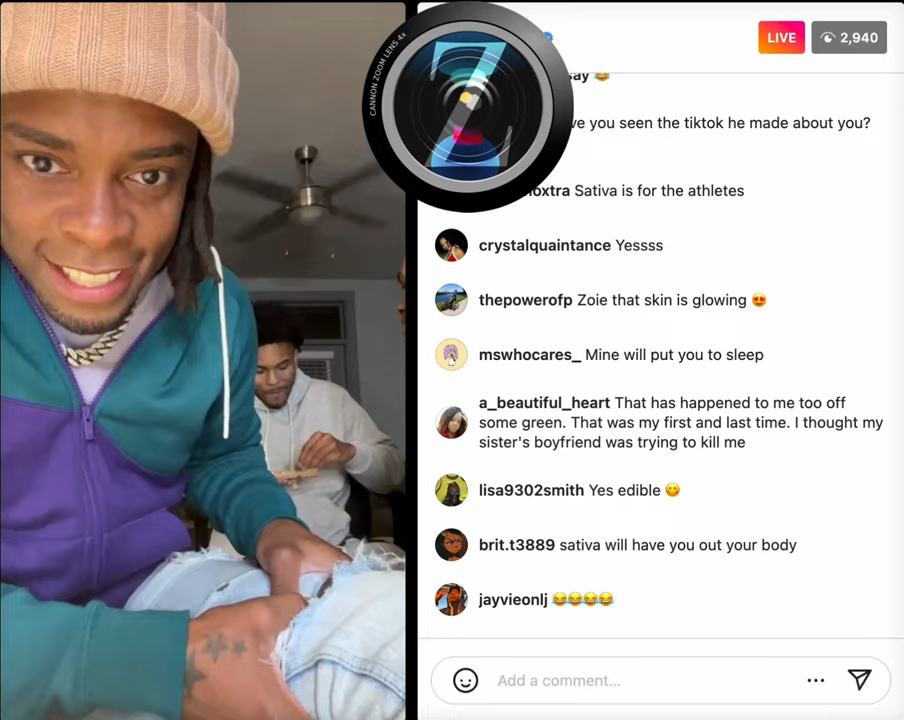 CANNON ZOOM LENS 4x
Z
LIVE
2,940
say 😂
ve you seen the tiktok he made about you?
oxtra Sativa is for the athletes
crystalquaintance Yessss
thepowerofp Zoie that skin is glowing 😍
mswhocares_ Mine will put you to sleep
a_beautiful_heart That has happened to me too off
some green. That was my first and last time. I thought my
sister's boyfriend was trying to kill me
lisa9302smith Yes edible 😋
brit.t3889 sativa will have you out your body
jayvieonlj 😂😂😂😂
Add a comment...